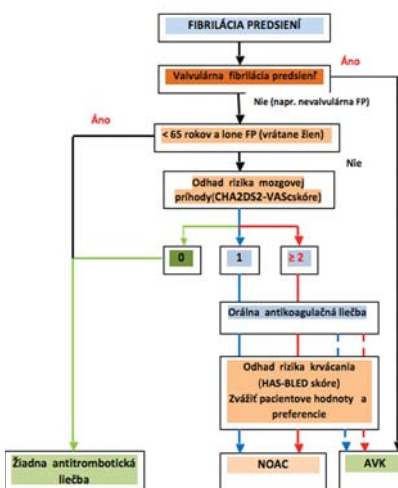 FIBRILÁCIA PREDSIENÍ
Valvulárna fibrilácia predsienť
Áno
Nie (napr. nevalvulárna FP)
Áno
< 65 rokov a lone FP (vrátane žien)
Nie
Odhad rizika mozgovej
príhody(CHA2DS2-VAScskóre)
0
1
≥ 2
Orálna antikoagulačná liečba
Odhad rizika krvácania
(HAS-BLED skóre)
Zvážiť pacientove hodnoty a
preferencie
Žiadna antitrombotická
liečba
NOAC
AVK